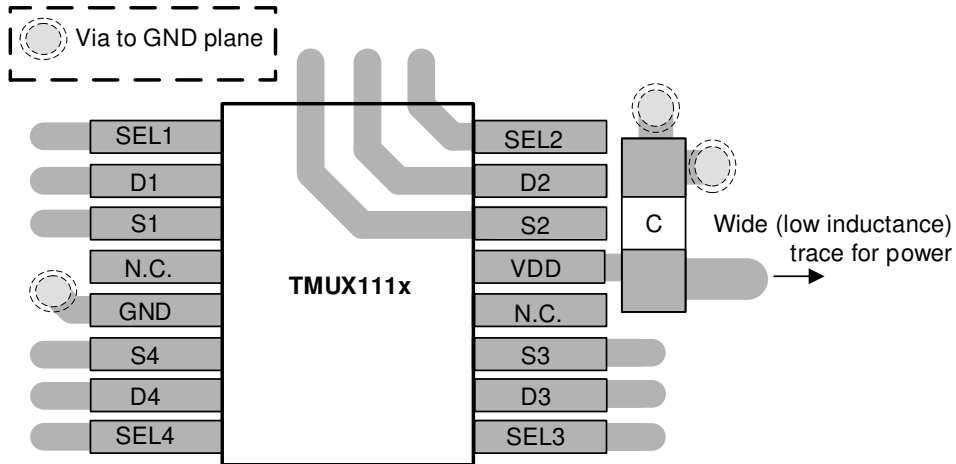 Via to GND plane
SEL1
D1
S1
N.C.
GND
S4
D4
SEL4
TMUX111x
SEL2
D2
S2
VDD
N.C.
S3
D3
SEL3
C
Wide (low inductance)
trace for power